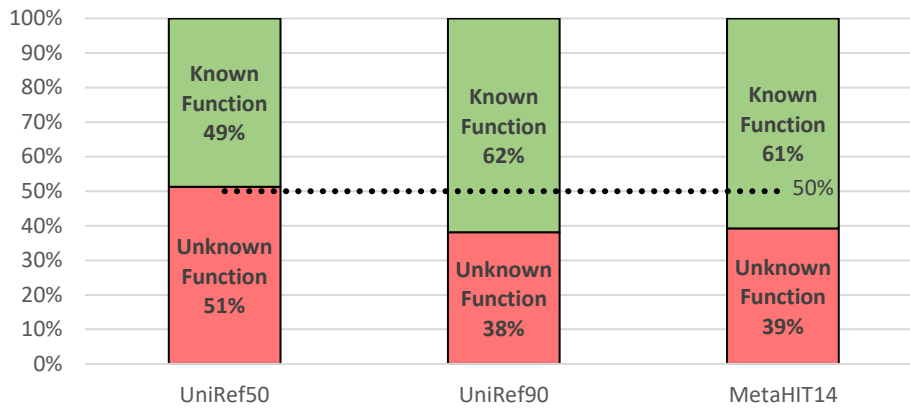 100%
90%
80%
70%
60%
50%
40%
30%
20%
10%
0%
Known
Function
49%
Unknown
Function
51%
Known
Function
62%
Unknown
Function
38%
Known
Function
61%
50%
Unknown
Function
39%
UniRef50
UniRef90
MetaHIT14